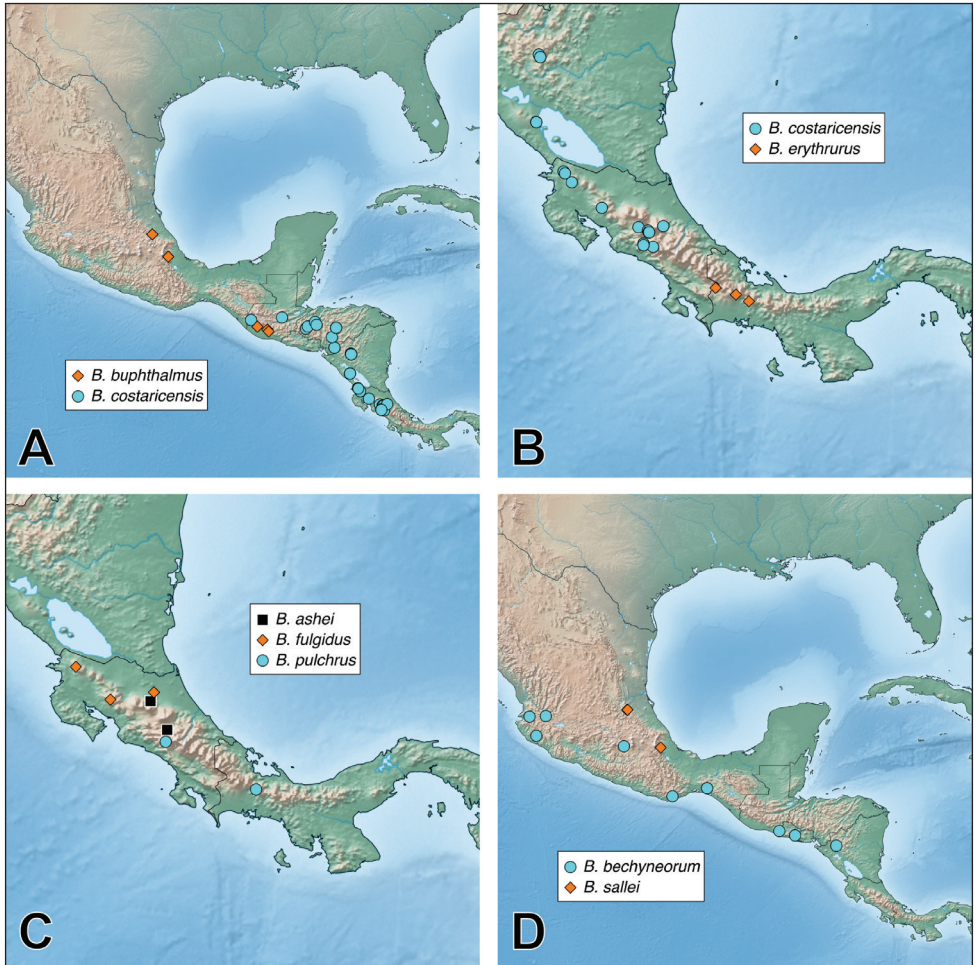 B. buphthalmus
B. costaricensis
A
B. costaricensis
B. erythrurus
B
B. ashei
B. fulgidus
B. pulchrus
C
B. bechyneorum
B. sallei
D